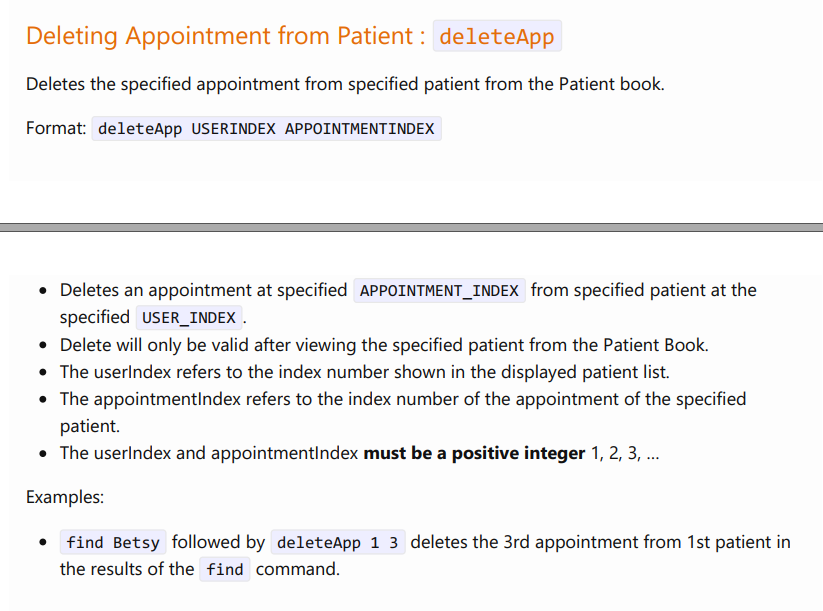 Deleting Appointment from Patient : deleteApp
Deletes the specified appointment from specified patient from the Patient book.
Format: deleteApp USERINDEX APPOINTMENTINDEX
• Deletes an appointment at specified APPOINTMENT_INDEX from specified patient at the
specified USER_INDEX.
• Delete will only be valid after viewing the specified patient from the Patient Book.
• The userIndex refers to the index number shown in the displayed patient list.
• The appointmentIndex refers to the index number of the appointment of the specified
patient.
• The userIndex and appointmentIndex must be a positive integer 1, 2, 3, ...
Examples:
• find Betsy followed by deleteApp 1 3 deletes the 3rd appointment from 1st patient in
the results of the find command.